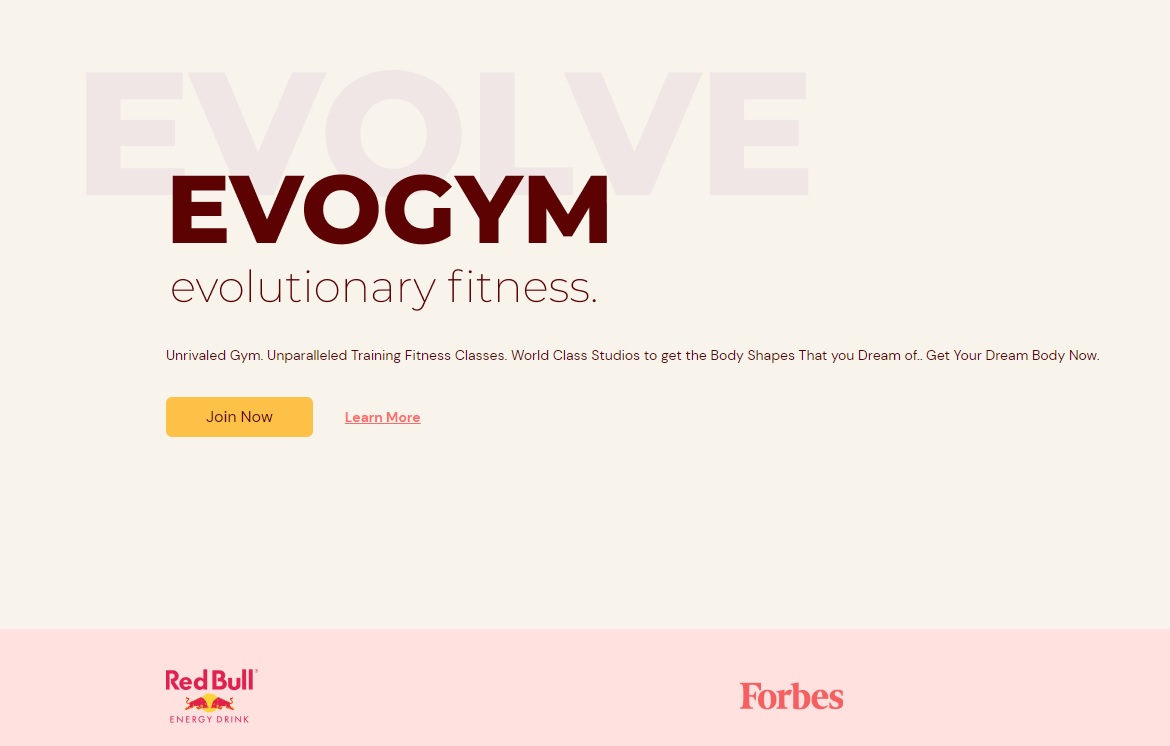 EVOLVE
EVOGYM
evolutionary fitness.
Unrivaled Gym. Unparalleled Training Fitness Classes. World Class Studios to get the Body Shapes That you Dream of.. Get Your Dream Body Now.
Join Now Learn More
Red Bull Forbes
ENERGY DRINK